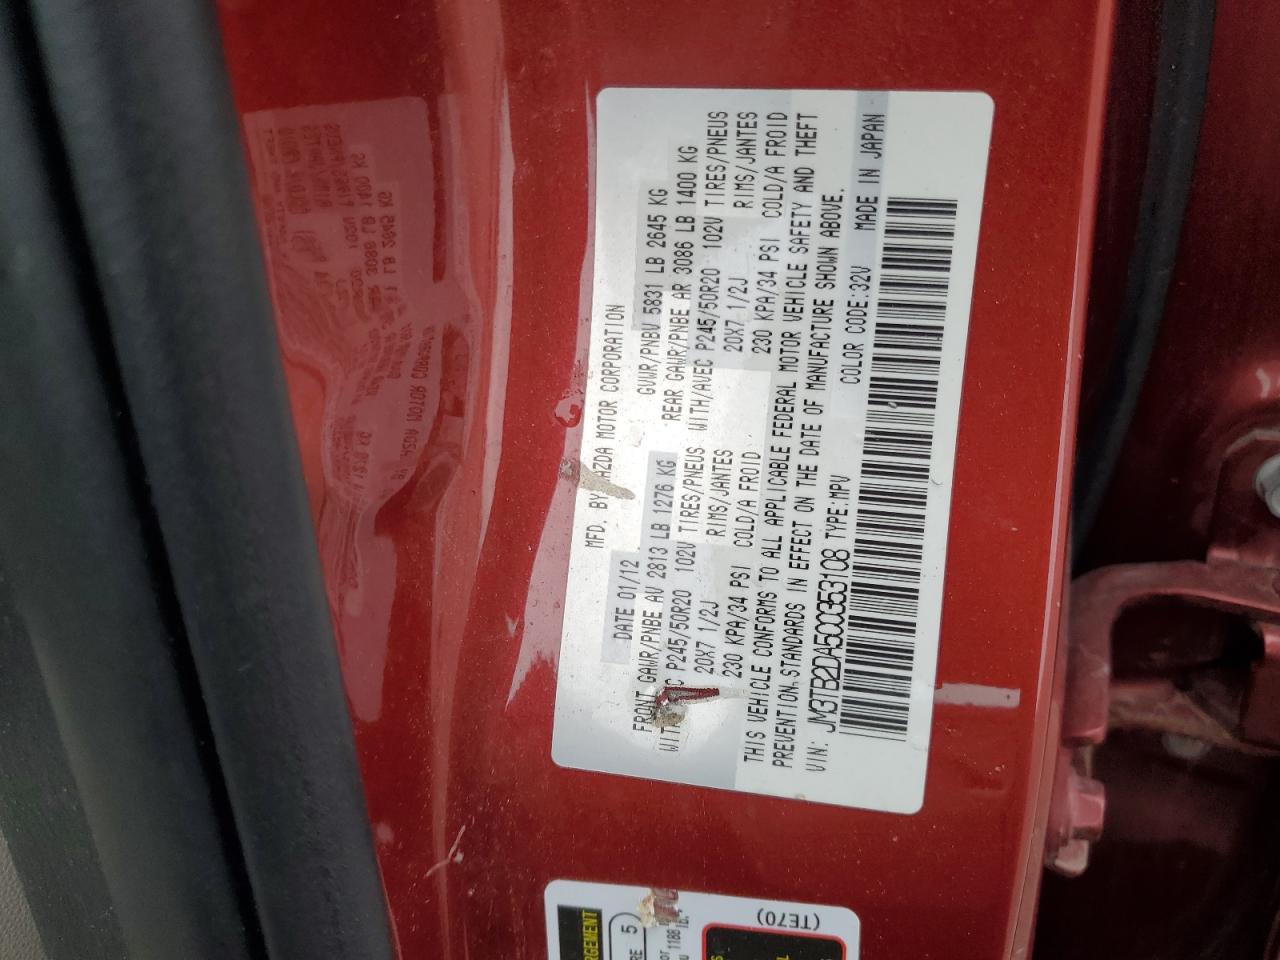 MFD. BY MAZDA MOTOR CORPORATION
DATE 01/12 GVWR/PNBV 5831 LB 2645 KG
FRONT GAWR/PNBE AV 2813 LB 1276 KG REAR GAWR/PNBE AR 3086 LB 1400 KG
P245/50R20 102V TIRES/PNEUS WITH/AVEC P245/50R20 102V TIRES/PNEUS
20X7 1/2J RIMS/JANTES 20X7 1/2J RIMS/JANTES
230 KPA/34 PSI COLD/A FROID 230 KPA/34 PSI COLD/A FROID
THIS VEHICLE CONFORMS TO ALL APPLICABLE FEDERAL MOTOR VEHICLE SAFETY AND THEFT
PREVENTION STANDARDS IN EFFECT ON THE DATE OF MANUFACTURE SHOWN ABOVE.
VIN: JM3TB2DA5C0353108 TYPE:MPV COLOR CODE:32V MADE IN JAPAN
5
1188
(TE70)